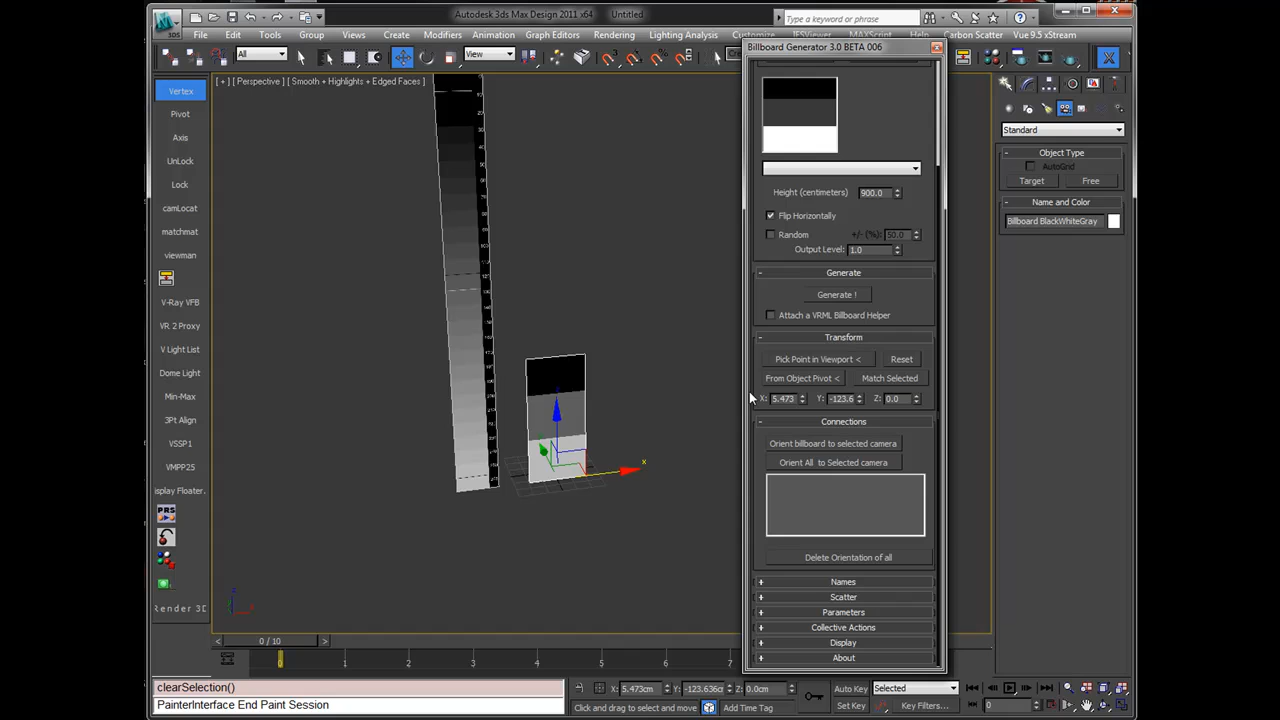 Autodesk 3ds Max Design 2011 x64 Untitled
Type a keyword or phrase
Edit Tools Group Views Create Modifiers Animation Graph Editors Rendering Lighting Analysis Customize MAXScript Help Carbon Scatter Vue 9.5 xStream
All
View
Billboard Generator 3.0 BETA 006
[ + ] [ Perspective ] [ Smooth + Highlights + Edged Faces ]
Vertex
Pivot
Axis
UnLock
Lock
camLocat
matchmat
viewman
V-Ray VFB
VR 2 Proxy
V Light List
Dome Light
Min-Max
3Pt Align
VSSP1
VMPP25
isplay Floater.
PRS
Render 3D
x
Height (centimeters) 900.0
Flip Horizontally
Random +/- (%): 50.0
Output Level: 1.0
- Generate
Generate !
Attach a VRML Billboard Helper
- Transform
Pick Point in Viewport < Reset
From Object Pivot < Match Selected
X: 5.473 Y: -123.6 Z: 0.0
- Connections
Orient billboard to selected camera
Orient All to Selected camera
Delete Orientation of all
+ Names
+ Scatter
+ Parameters
+ Collective Actions
+ Display
+ About
Standard
- Object Type
AutoGrid
Target Free
- Name and Color
Billboard BlackWhiteGray
< 0 / 10 >
0 1 2 3 4 5 6 7
clearSelection()
PainterInterface End Paint Session
X: 5.473cm Y: -123.636cm Z: 0.0cm
Click and drag to select and move Add Time Tag
Auto Key Selected
Set Key Key Filters... 0